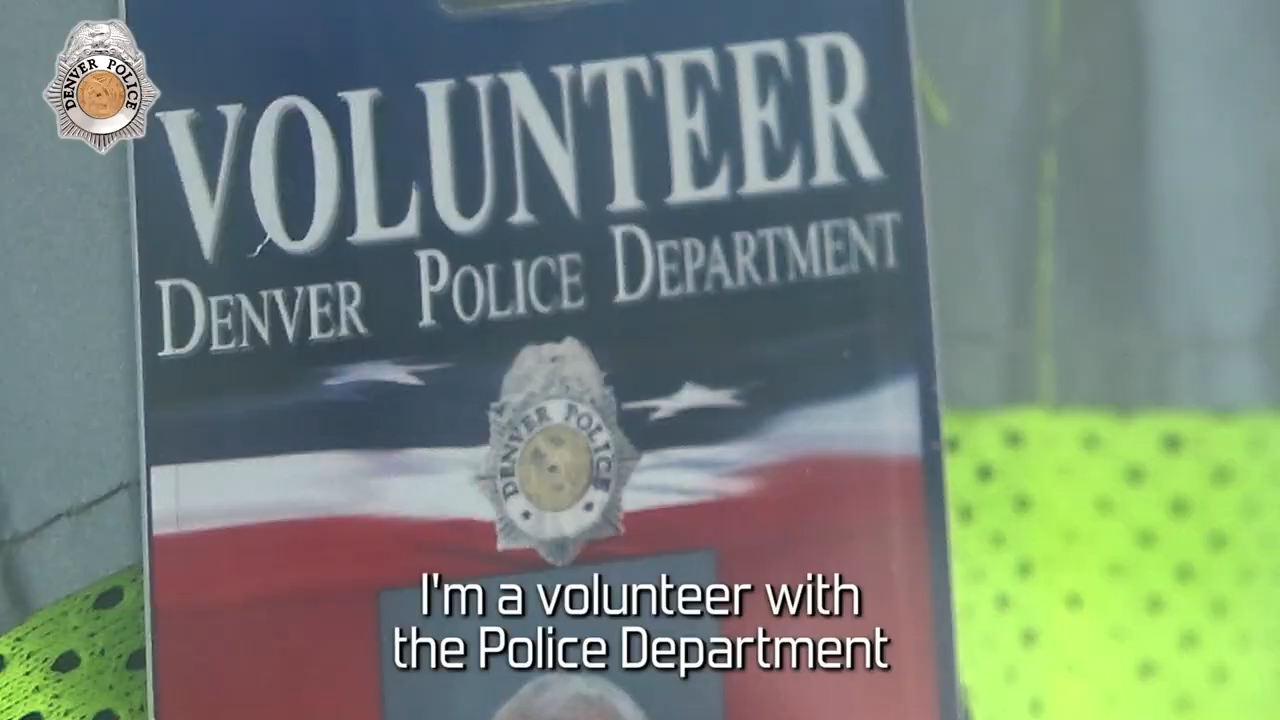 DENVER POLICE
VOLUNTEER
DENVER POLICE DEPARTMENT
DENVER POLICE
I'm a volunteer with
the Police Department